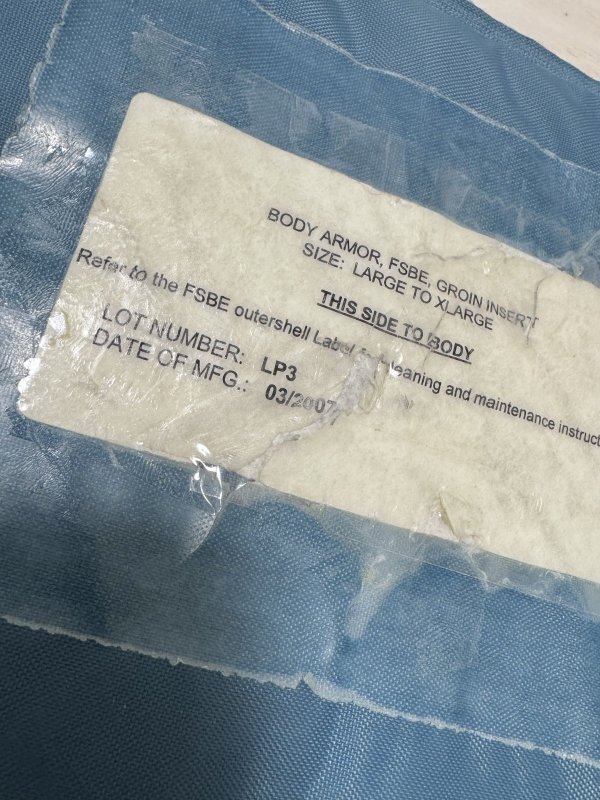 BODY ARMOR, FSBE, GROIN INSERT
SIZE: LARGE TO XLARGE
THIS SIDE TO BODY
Refer to the FSBE outershell Label cleaning and maintenance
LOT NUMBER: LP3
DATE OF MFG.: 03/2007